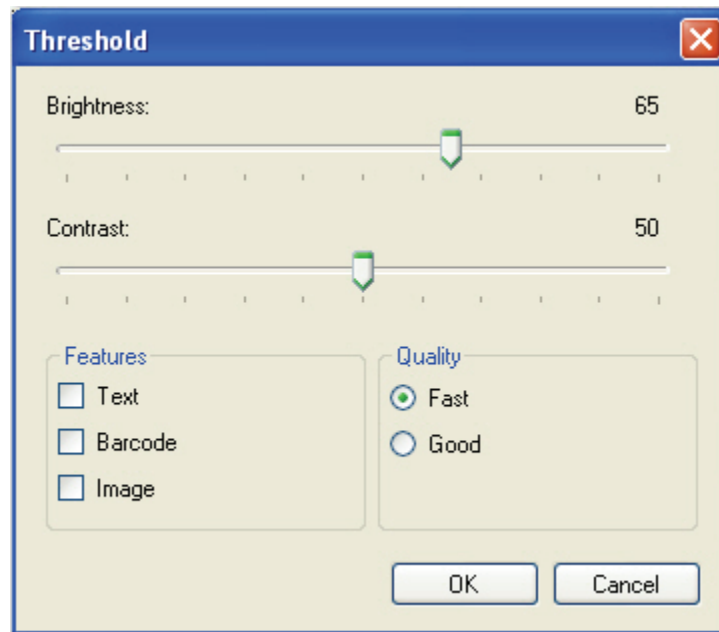 Threshold
Brightness: 65
Contrast: 50
Features
Text
Barcode
Image
Quality
Fast
Good
OK Cancel